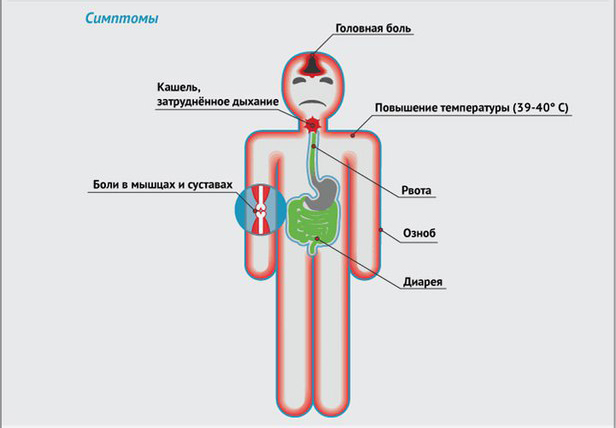 Симптомы
Головная боль
Кашель,
затруднённое дыхание
Повышение температуры (39-40° С)
Боли в мышцах и суставах
Рвота
Озноб
Диарея